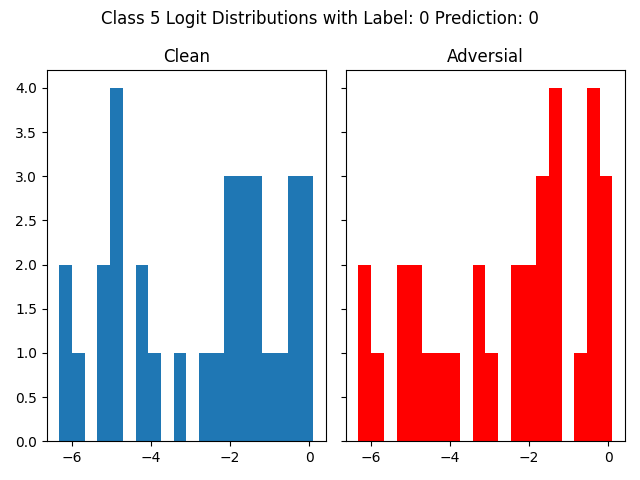 Class 5 Logit Distributions with Label: 0 Prediction: 0
Clean
Adversial
4.0
3.5
3.0
2.5
2.0
1.5
1.0
0.5
0.0
−6 −4 −2 0
−6 −4 −2 0